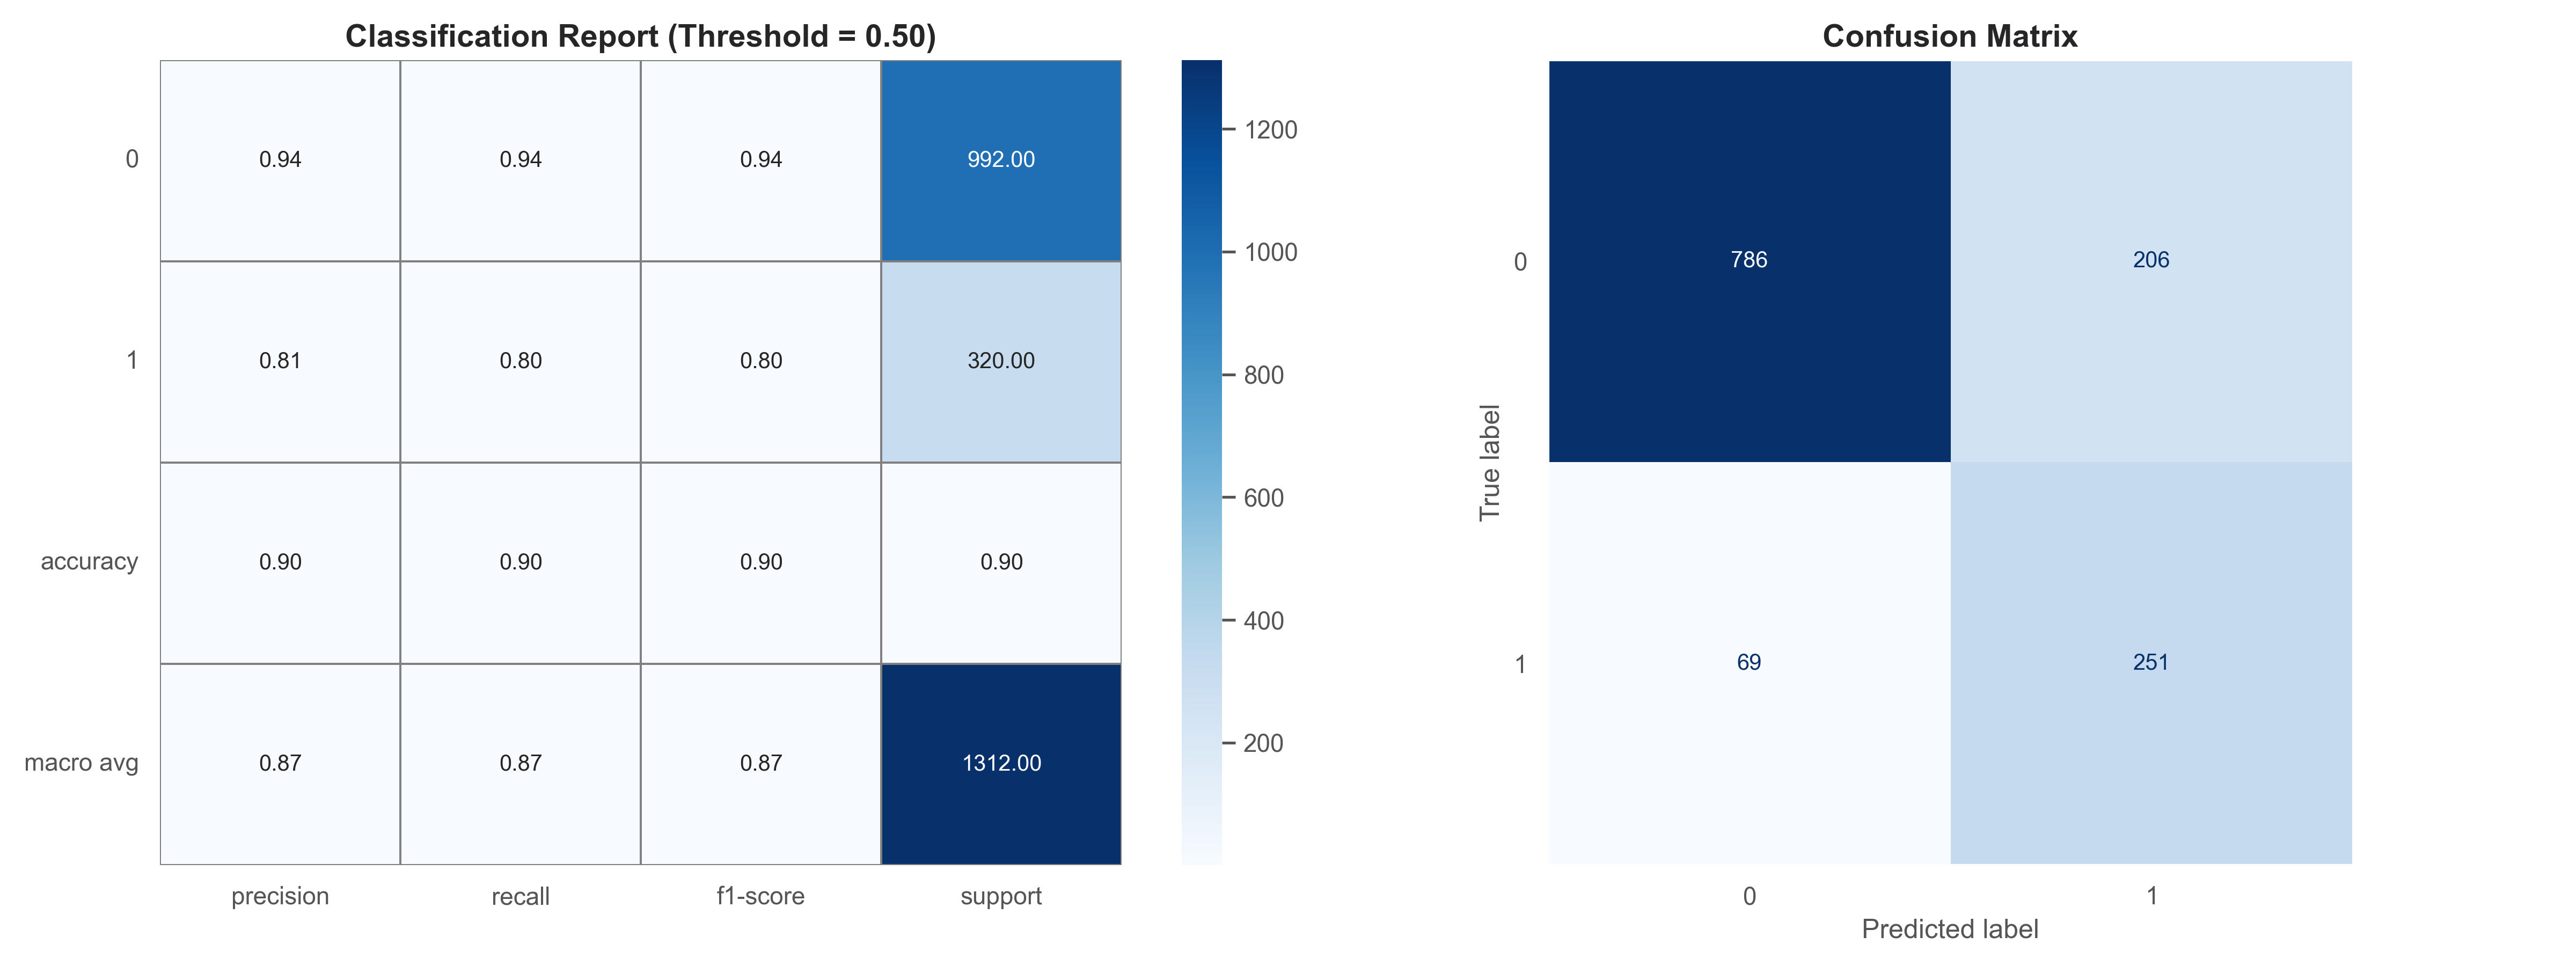 Classification Report (Threshold = 0.50)
0 0.94 0.94 0.94 992.00
1 0.81 0.80 0.80 320.00
accuracy 0.90 0.90 0.90 0.90
macro avg 0.87 0.87 0.87 1312.00
precision recall f1-score support
1200
1000
800
600
400
200
Confusion Matrix
True label
0 786 206
1 69 251
0 1
Predicted label